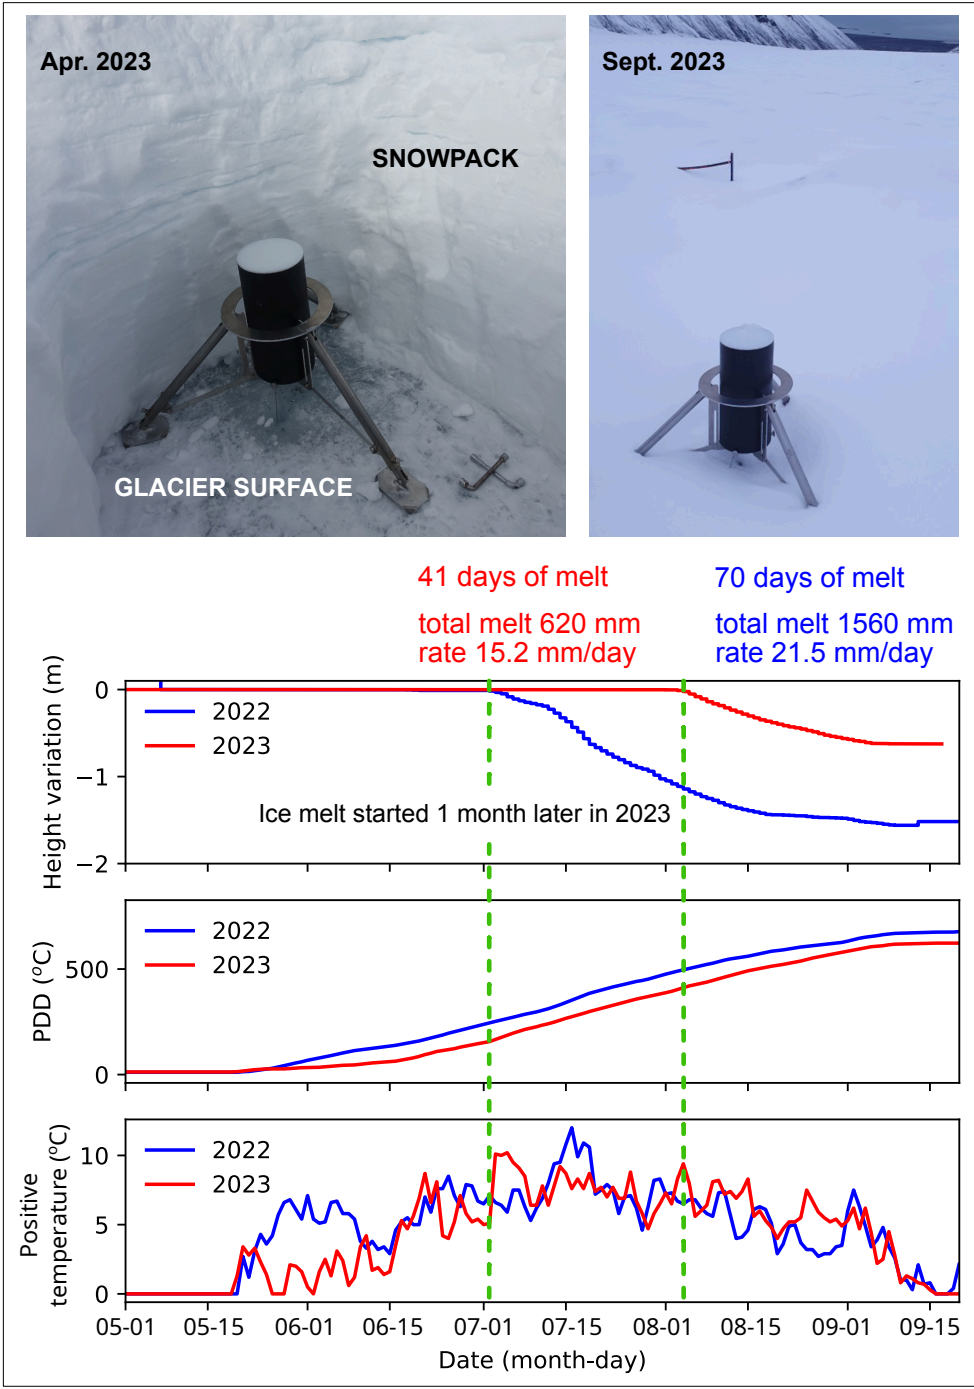 Apr. 2023
SNOWPACK
GLACIER SURFACE
Sept. 2023
41 days of melt
total melt 620 mm
rate 15.2 mm/day
70 days of melt
total melt 1560 mm
rate 21.5 mm/day
Height variation (m)
0
−1
−2
2022
2023
Ice melt started 1 month later in 2023
PDD (°C)
500
0
2022
2023
Positive
temperature (°C)
10
5
0
2022
2023
05-01 05-15 06-01 06-15 07-01 07-15 08-01 08-15 09-01 09-15
Date (month-day)